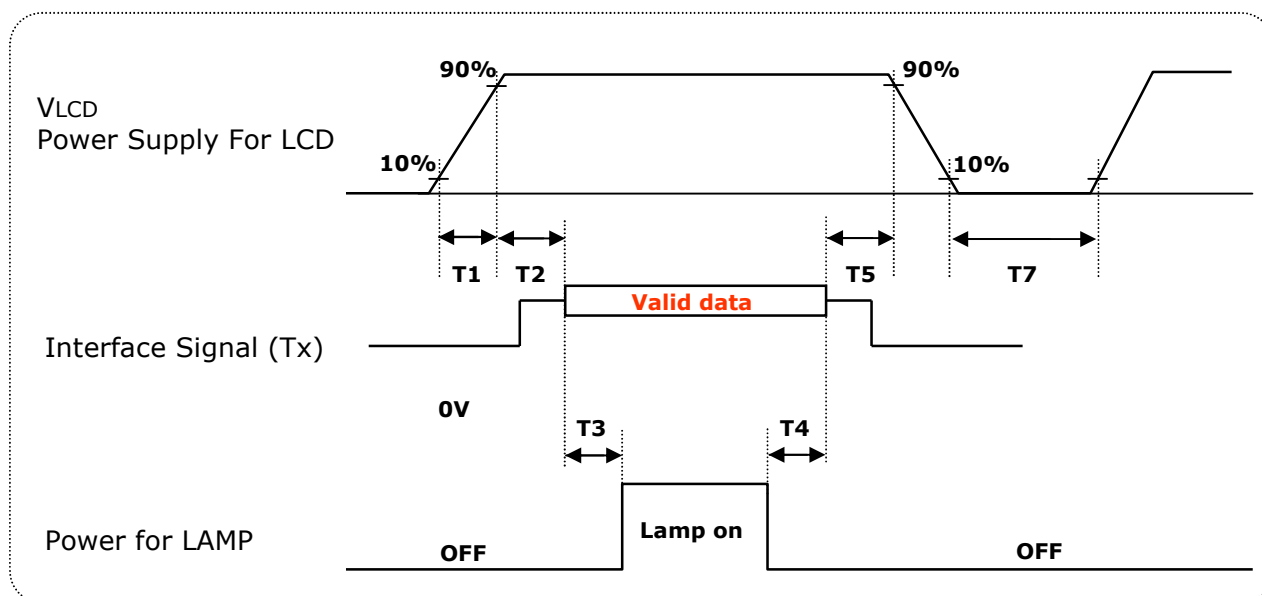 90%
90%
VLCD
Power Supply For LCD
10%
10%
T1
T2
T5
T7
Valid data
Interface Signal (Tx)
0V
T3
T4
Power for LAMP
OFF
Lamp on
OFF